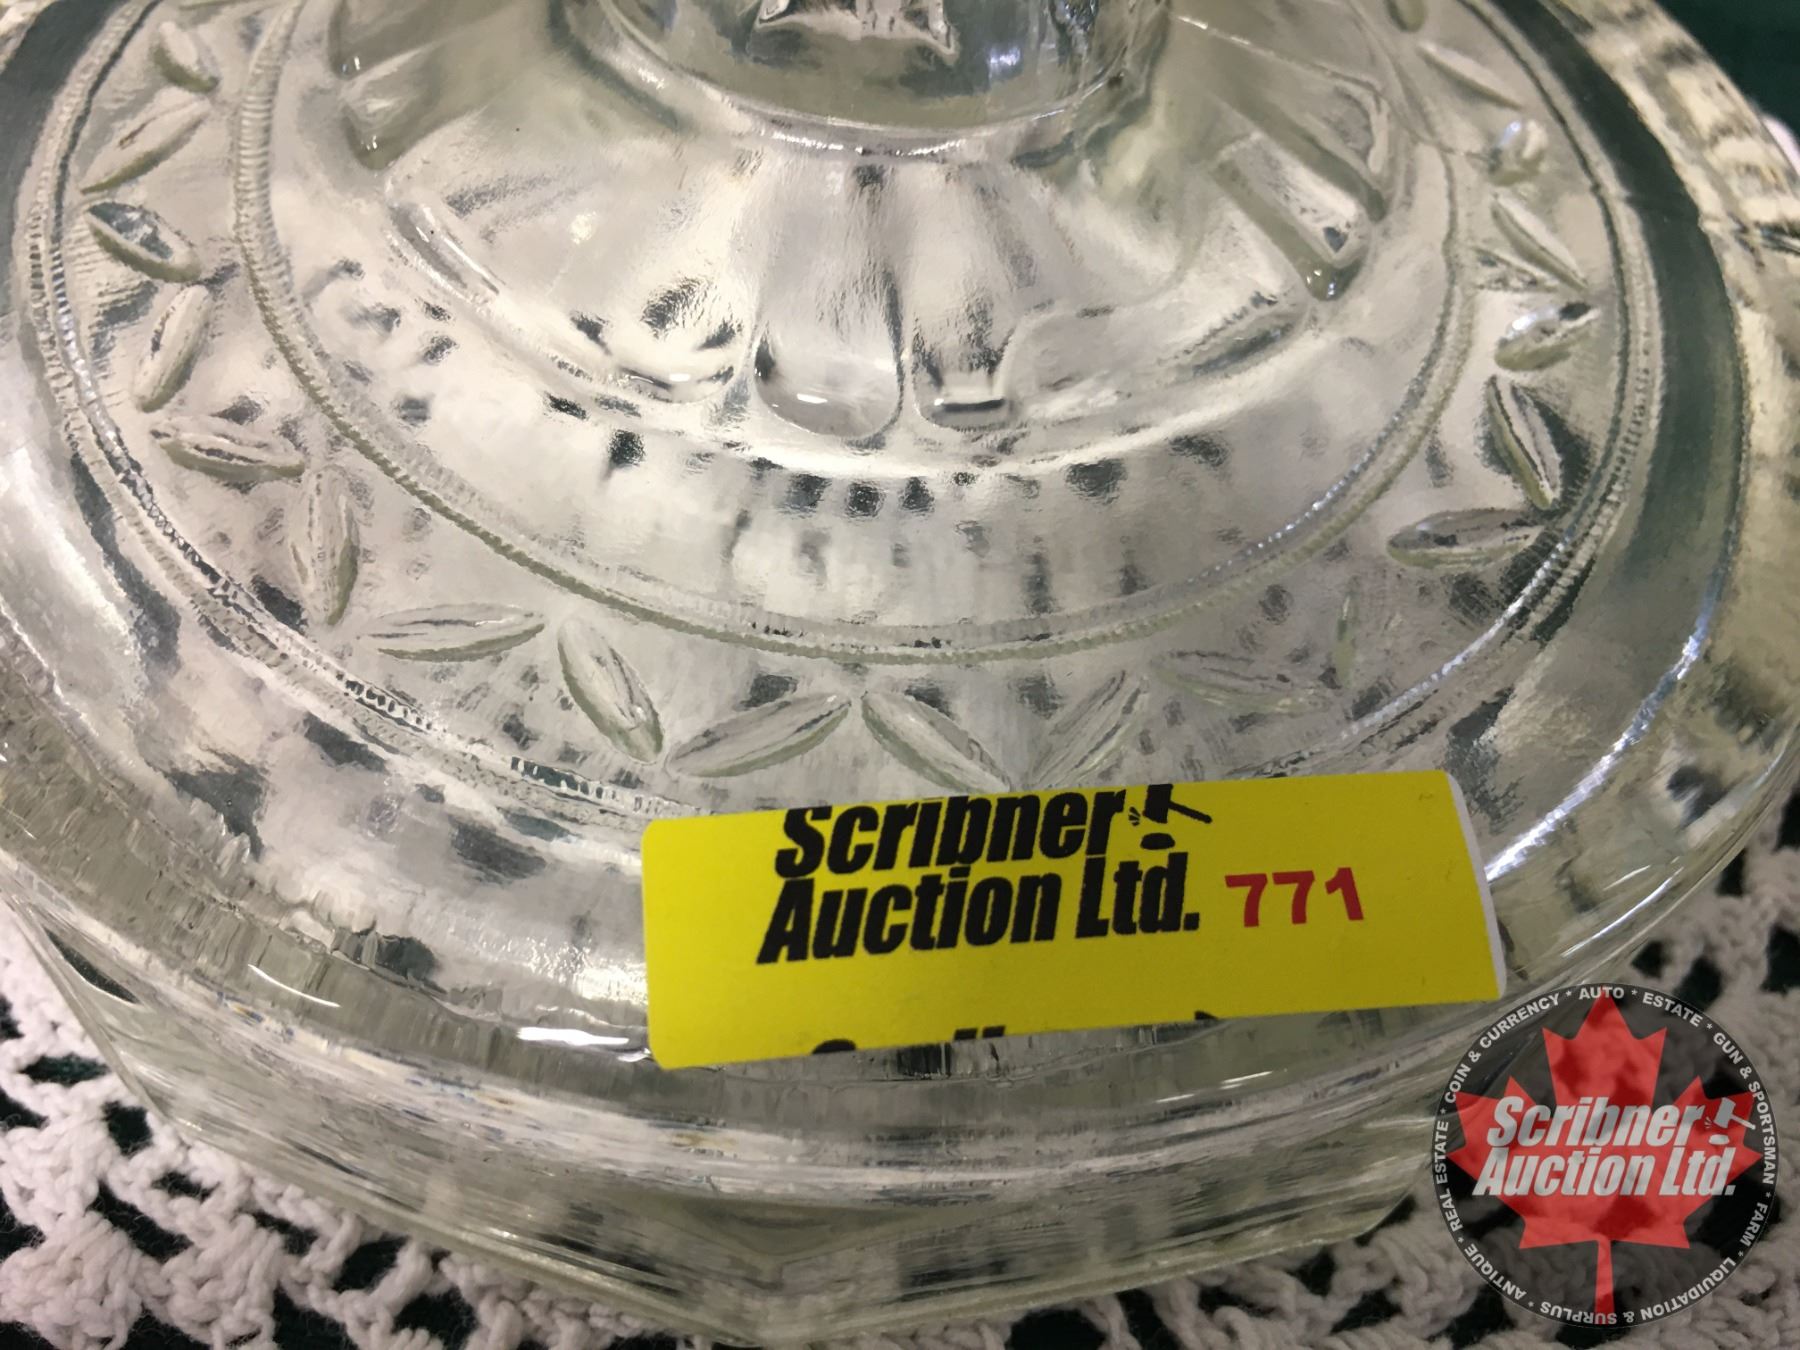 Scribner
Auction Ltd. 771
COIN & CURRENCY * AUTO * ESTATE * GUN & SPORTSMAN * FARM * LIQUIDATION & SURPLUS * ANTIQUE * REAL ESTATE *
Scribner
Auction Ltd.